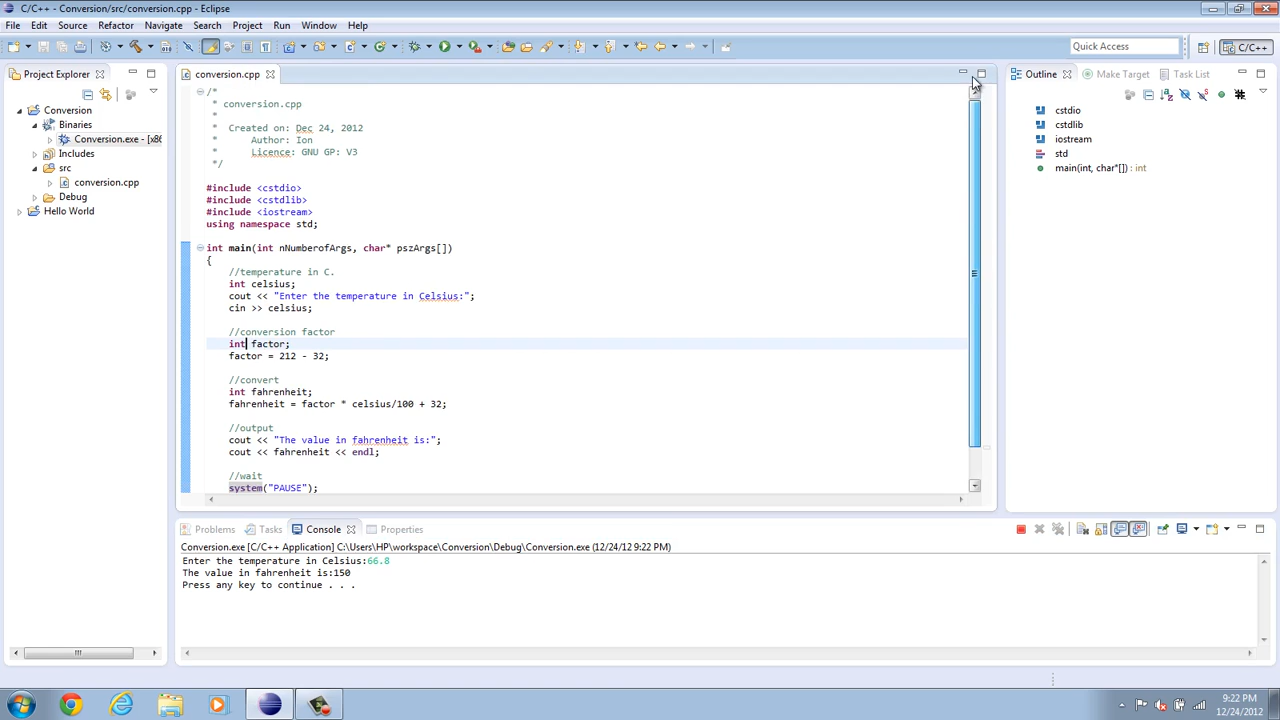 C/C++ - Conversion/src/conversion.cpp - Eclipse
File Edit Source Refactor Navigate Search Project Run Window Help
Quick Access
C/C++
Project Explorer
Conversion
Binaries
Conversion.exe - [x86
Includes
src
conversion.cpp
Debug
Hello World
conversion.cpp
/*
* conversion.cpp
*
* Created on: Dec 24, 2012
* Author: Ion
* Licence: GNU GP: V3
*/
#include <cstdio>
#include <cstdlib>
#include <iostream>
using namespace std;
int main(int nNumberofArgs, char* pszArgs[])
{
//temperature in C.
int celsius;
cout << "Enter the temperature in Celsius:";
cin >> celsius;
//conversion factor
int factor;
factor = 212 - 32;
//convert
int fahrenheit;
fahrenheit = factor * celsius/100 + 32;
//output
cout << "The value in fahrenheit is:";
cout << fahrenheit << endl;
//wait
system("PAUSE");
Outline Make Target Task List
cstdio
cstdlib
iostream
std
main(int, char*[]) : int
Problems Tasks Console Properties
Conversion.exe [C/C++ Application] C:\Users\HP\workspace\Conversion\Debug\Conversion.exe (12/24/12 9:22 PM)
Enter the temperature in Celsius:66.8
The value in fahrenheit is:150
Press any key to continue . . .
9:22 PM
12/24/2012